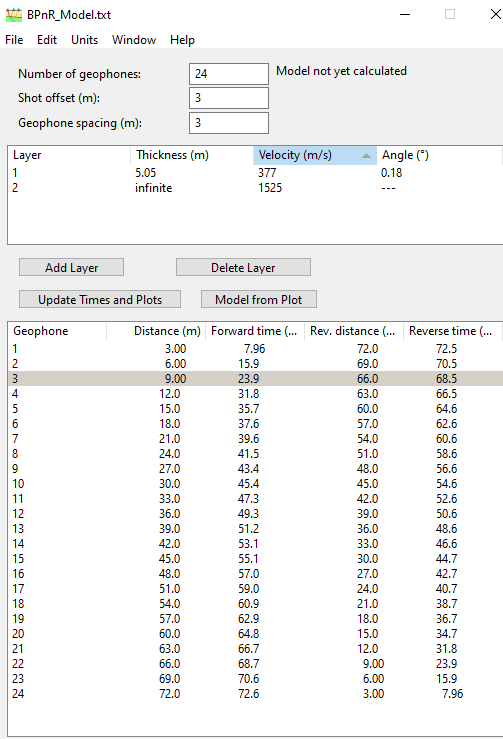 BPnR_Model.txt
File Edit Units Window Help
Number of geophones: 24 Model not yet calculated
Shot offset (m): 3
Geophone spacing (m): 3
Layer Thickness (m) Velocity (m/s) Angle (°)
1 5.05 377 0.18
2 infinite 1525 ---
Add Layer Delete Layer
Update Times and Plots Model from Plot
Geophone Distance (m) Forward time (... Rev. distance (... Reverse time (...
1 3.00 7.96 72.0 72.5
2 6.00 15.9 69.0 70.5
3 9.00 23.9 66.0 68.5
4 12.0 31.8 63.0 66.5
5 15.0 35.7 60.0 64.6
6 18.0 37.6 57.0 62.6
7 21.0 39.6 54.0 60.6
8 24.0 41.5 51.0 58.6
9 27.0 43.4 48.0 56.6
10 30.0 45.4 45.0 54.6
11 33.0 47.3 42.0 52.6
12 36.0 49.3 39.0 50.6
13 39.0 51.2 36.0 48.6
14 42.0 53.1 33.0 46.6
15 45.0 55.1 30.0 44.7
16 48.0 57.0 27.0 42.7
17 51.0 59.0 24.0 40.7
18 54.0 60.9 21.0 38.7
19 57.0 62.9 18.0 36.7
20 60.0 64.8 15.0 34.7
21 63.0 66.7 12.0 31.8
22 66.0 68.7 9.00 23.9
23 69.0 70.6 6.00 15.9
24 72.0 72.6 3.00 7.96